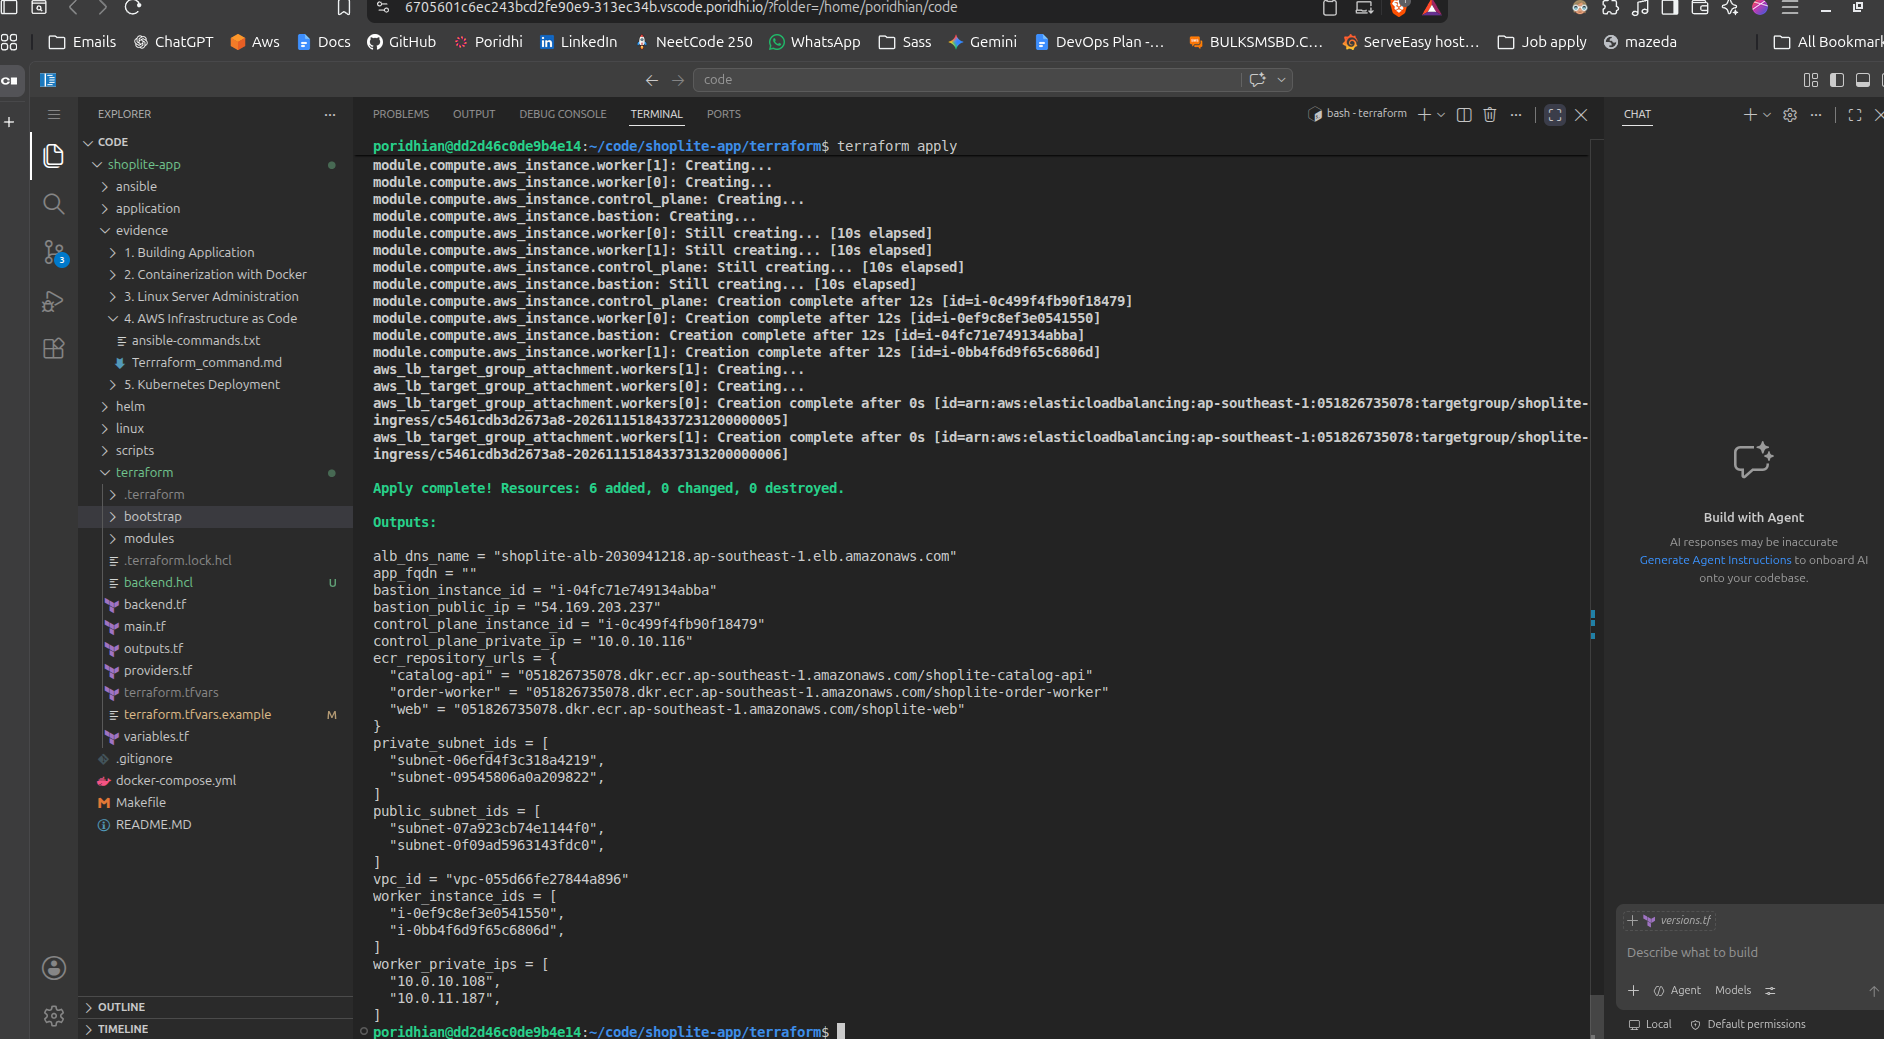 6705601c6ec243bcd2fe90e9-313ec34b.vscode.poridhi.io/?folder=/home/poridhian/code
Emails
ChatGPT
Aws
Docs
GitHub
Poridhi
LinkedIn
NeetCode 250
WhatsApp
Sass
Gemini
DevOps Plan -...
BULKSMSBD.C...
ServeEasy host...
Job apply
mazeda
All Bookmark
code
EXPLORER
CODE
shoplite-app
ansible
application
evidence
1. Building Application
2. Containerization with Docker
3. Linux Server Administration
4. AWS Infrastructure as Code
ansible-commands.txt
Terrraform_command.md
5. Kubernetes Deployment
helm
linux
scripts
terraform
.terraform
bootstrap
modules
.terraform.lock.hcl
backend.hcl U
backend.tf
main.tf
outputs.tf
providers.tf
terraform.tfvars
terraform.tfvars.example M
variables.tf
.gitignore
docker-compose.yml
Makefile
README.MD
OUTLINE
TIMELINE
3
PROBLEMS
OUTPUT
DEBUG CONSOLE
TERMINAL
PORTS
bash - terraform
poridhian@dd2d46c0de9b4e14:~/code/shoplite-app/terraform$ terraform apply
module.compute.aws_instance.worker[1]: Creating...
module.compute.aws_instance.worker[0]: Creating...
module.compute.aws_instance.control_plane: Creating...
module.compute.aws_instance.bastion: Creating...
module.compute.aws_instance.worker[0]: Still creating... [10s elapsed]
module.compute.aws_instance.worker[1]: Still creating... [10s elapsed]
module.compute.aws_instance.control_plane: Still creating... [10s elapsed]
module.compute.aws_instance.bastion: Still creating... [10s elapsed]
module.compute.aws_instance.control_plane: Creation complete after 12s [id=i-0c499f4fb90f18479]
module.compute.aws_instance.worker[0]: Creation complete after 12s [id=i-0ef9c8ef3e0541550]
module.compute.aws_instance.bastion: Creation complete after 12s [id=i-04fc71e749134abba]
module.compute.aws_instance.worker[1]: Creation complete after 12s [id=i-0bb4f6d9f65c6806d]
aws_lb_target_group_attachment.workers[1]: Creating...
aws_lb_target_group_attachment.workers[0]: Creating...
aws_lb_target_group_attachment.workers[0]: Creation complete after 0s [id=arn:aws:elasticloadbalancing:ap-southeast-1:051826735078:targetgroup/shoplite-
ingress/c5461cdb3d2673a8-20261115184337231200000005]
aws_lb_target_group_attachment.workers[1]: Creation complete after 0s [id=arn:aws:elasticloadbalancing:ap-southeast-1:051826735078:targetgroup/shoplite-
ingress/c5461cdb3d2673a8-20261115184337313200000006]
Apply complete! Resources: 6 added, 0 changed, 0 destroyed.
Outputs:
alb_dns_name = "shoplite-alb-2030941218.ap-southeast-1.elb.amazonaws.com"
app_fqdn = ""
bastion_instance_id = "i-04fc71e749134abba"
bastion_public_ip = "54.169.203.237"
control_plane_instance_id = "i-0c499f4fb90f18479"
control_plane_private_ip = "10.0.10.116"
ecr_repository_urls = {
"catalog-api" = "051826735078.dkr.ecr.ap-southeast-1.amazonaws.com/shoplite-catalog-api"
"order-worker" = "051826735078.dkr.ecr.ap-southeast-1.amazonaws.com/shoplite-order-worker"
"web" = "051826735078.dkr.ecr.ap-southeast-1.amazonaws.com/shoplite-web"
}
private_subnet_ids = [
"subnet-06efd4f3c318a4219",
"subnet-09545806a0a209822",
]
public_subnet_ids = [
"subnet-07a923cb74e1144f0",
"subnet-0f09ad5963143fdc0",
]
vpc_id = "vpc-055d66fe27844a896"
worker_instance_ids = [
"i-0ef9c8ef3e0541550",
"i-0bb4f6d9f65c6806d",
]
worker_private_ips = [
"10.0.10.108",
"10.0.11.187",
]
poridhian@dd2d46c0de9b4e14:~/code/shoplite-app/terraform$
CHAT
Build with Agent
AI responses may be inaccurate
Generate Agent Instructions to onboard AI
onto your codebase.
versions.tf
Describe what to build
Agent
Models
Local
Default permissions